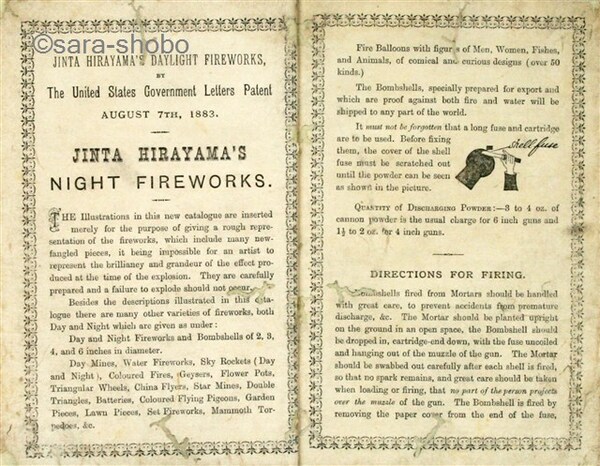 ©sara-shobo
JINTA HIRAYAMA'S DAYLIGHT FIREWORKS,
BY
The United States Government Letters Patent
AUGUST 7TH, 1883.
JINTA HIRAYAMA'S
NIGHT FIREWORKS.
THE Illustrations in this new catalogue are inserted
merely for the purpose of giving a rough repre-
sentation of the fireworks, which include many new-
fangled pieces, it being impossible for an artist to
represent the brilliancy and grandeur of the effect pro-
duced at the time of the explosion. They are carefully
prepared and a failure to explode should not occur.
Besides the descriptions illustrated in this cata-
logue there are many other varieties of fireworks, both
Day and Night which are given as under:
Day and Night Fireworks and Bombshells of 2, 3,
4, and 6 inches in diameter.
Day Mines, Water Fireworks, Sky Rockets (Day
and Night), Coloured Fires, Geysers, Flower Pots,
Triangular Wheels, China Flyers, Star Mines, Double
Triangles, Batteries, Coloured Flying Pigeons, Garden
Pieces, Lawn Pieces, Set Fireworks, Mammoth Tor-
pedoes, &c.
Fire Balloons with figures of Men, Women, Fishes,
and Animals, of comical and curious designs (over 50
kinds.)
The Bombshells, specially prepared for export and
which are proof against both fire and water will be
shipped to any part of the world.
It must not be forgotten that a long fuse and cartridge
are to be used. Before fixing
them, the cover of the shell
fuse must be scratched out
until the powder can be seen
as shown in the picture.
shell fuse
QUANTITY OF DISCHARGING POWDER:—3 to 4 oz. of
cannon powder is the usual charge for 6 inch guns and
1½ to 2 oz. for 4 inch guns.
DIRECTIONS FOR FIRING.
Bombshells fired from Mortars should be handled
with great care, to prevent accidents from premature
discharge, &c. The Mortar should be planted upright
on the ground in an open space, the Bombshell should
be dropped in, cartridge-end down, with the fuse uncoiled
and hanging out of the muzzle of the gun. The Mortar
should be swabbed out carefully after each shell is fired,
so that no spark remains, and great care should be taken
when loading or firing, that no part of the person projects
over the muzzle of the gun. The Bombshell is fired by
removing the paper cover from the end of the fuse,
sara-shobo